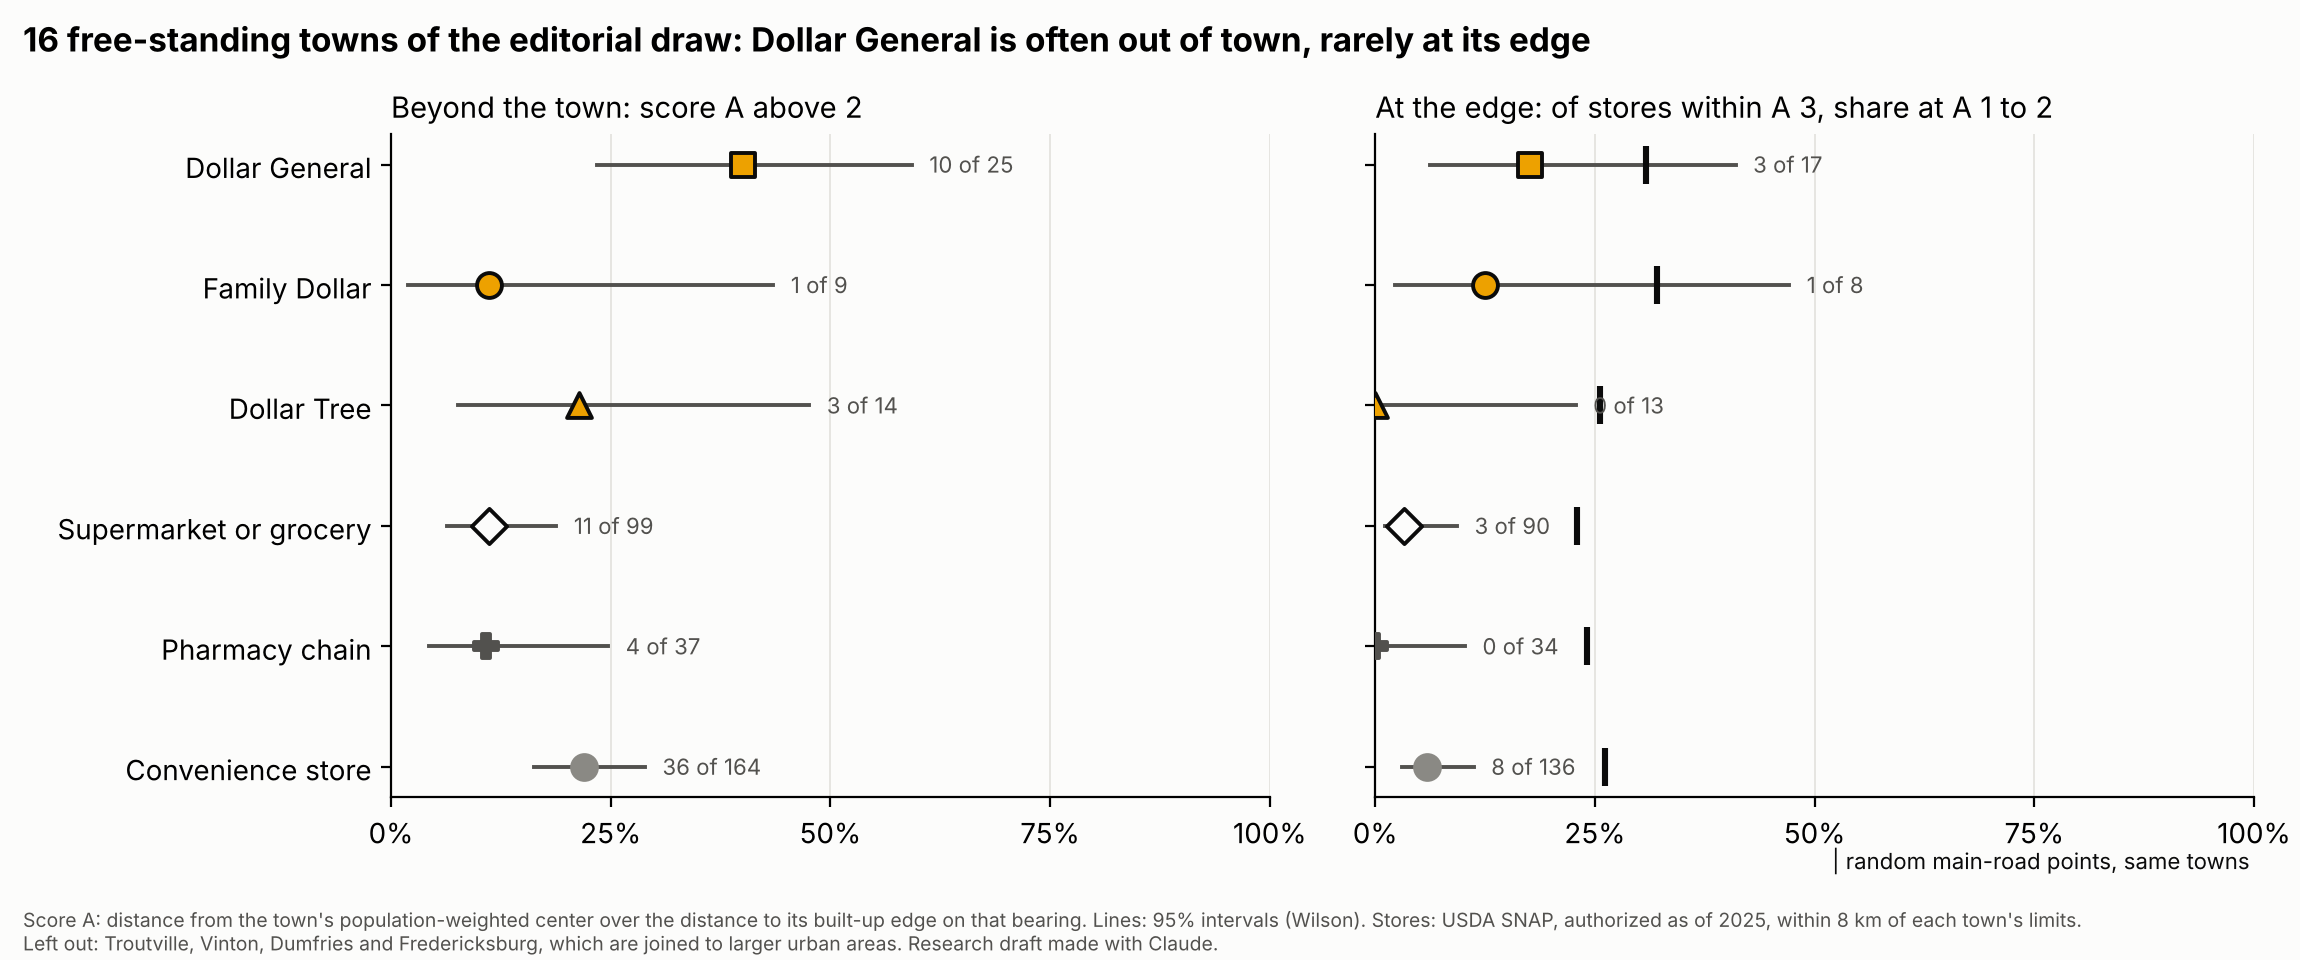 16 free-standing towns of the editorial draw: Dollar General is often out of town, rarely at its edge
Beyond the town: score A above 2
At the edge: of stores within A 3, share at A 1 to 2
Dollar General
10 of 25
3 of 17
Family Dollar
1 of 9
1 of 8
Dollar Tree
3 of 14
0 of 13
Supermarket or grocery
11 of 99
3 of 90
Pharmacy chain
4 of 37
0 of 34
Convenience store
36 of 164
8 of 136
0%
25%
50%
75%
100%
0%
25%
50%
75%
100%
random main-road points, same towns
Score A: distance from the town's population-weighted center over the distance to its built-up edge on that bearing. Lines: 95% intervals (Wilson). Stores: USDA SNAP, authorized as of 2025, within 8 km of each town's limits.
Left out: Troutville, Vinton, Dumfries and Fredericksburg, which are joined to larger urban areas. Research draft made with Claude.